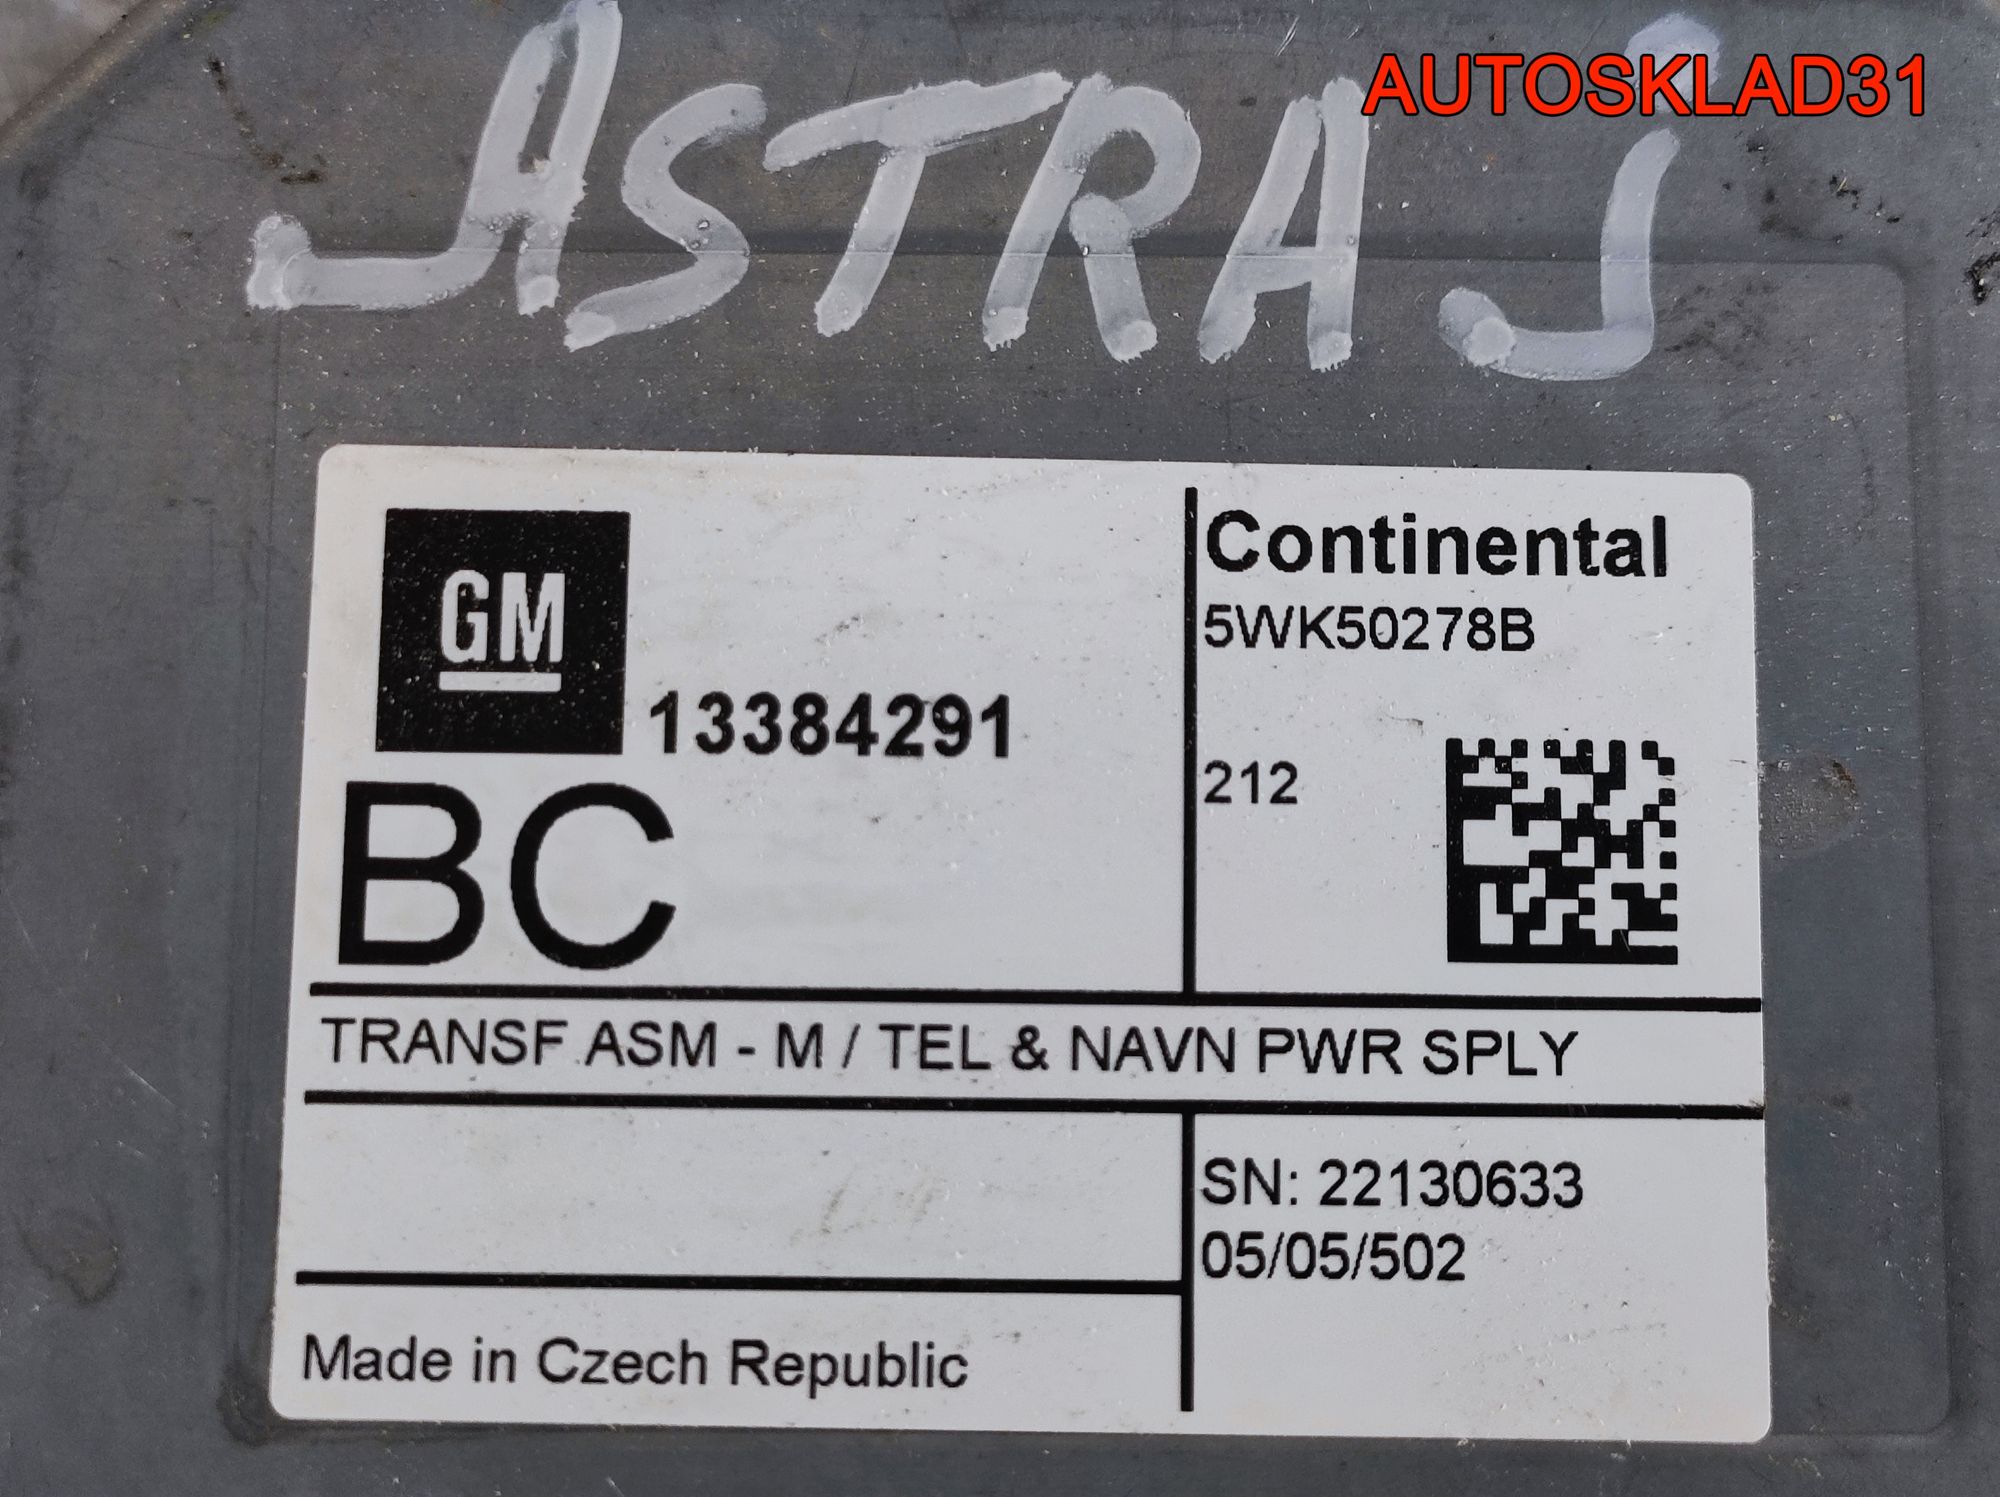 AUTOSKLAD31
ASTRA J
GM
13384291
BC
Continental
5WK50278B
212
TRANSF ASM - M / TEL & NAVN PWR SPLY
SN: 22130633
05/05/502
Made in Czech Republic